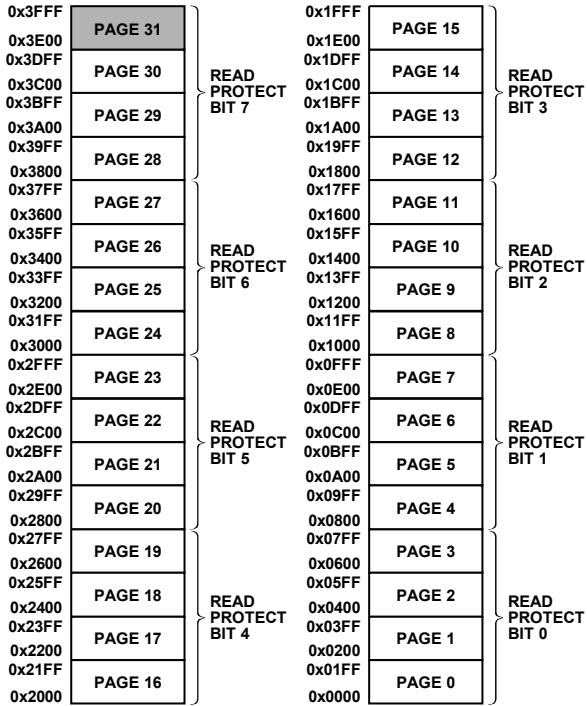 0x3FFF
PAGE 31
0x3E00
0x3DFF
PAGE 30
0x3C00
0x3BFF
PAGE 29
0x3A00
0x39FF
PAGE 28
0x3800
READ
PROTECT
BIT 7
0x37FF
PAGE 27
0x3600
0x35FF
PAGE 26
0x3400
0x33FF
PAGE 25
0x3200
0x31FF
PAGE 24
0x3000
READ
PROTECT
BIT 6
0x2FFF
PAGE 23
0x2E00
0x2DFF
PAGE 22
0x2C00
0x2BFF
PAGE 21
0x2A00
0x29FF
PAGE 20
0x2800
READ
PROTECT
BIT 5
0x27FF
PAGE 19
0x2600
0x25FF
PAGE 18
0x2400
0x23FF
PAGE 17
0x2200
0x21FF
PAGE 16
0x2000
READ
PROTECT
BIT 4
0x1FFF
PAGE 15
0x1E00
0x1DFF
PAGE 14
0x1C00
0x1BFF
PAGE 13
0x1A00
0x19FF
PAGE 12
0x1800
READ
PROTECT
BIT 3
0x17FF
PAGE 11
0x1600
0x15FF
PAGE 10
0x1400
0x13FF
PAGE 9
0x1200
0x11FF
PAGE 8
0x1000
READ
PROTECT
BIT 2
0x0FFF
PAGE 7
0x0E00
0x0DFF
PAGE 6
0x0C00
0x0BFF
PAGE 5
0x0A00
0x09FF
PAGE 4
0x0800
READ
PROTECT
BIT 1
0x07FF
PAGE 3
0x0600
0x05FF
PAGE 2
0x0400
0x03FF
PAGE 1
0x0200
0x01FF
PAGE 0
0x0000
READ
PROTECT
BIT 0